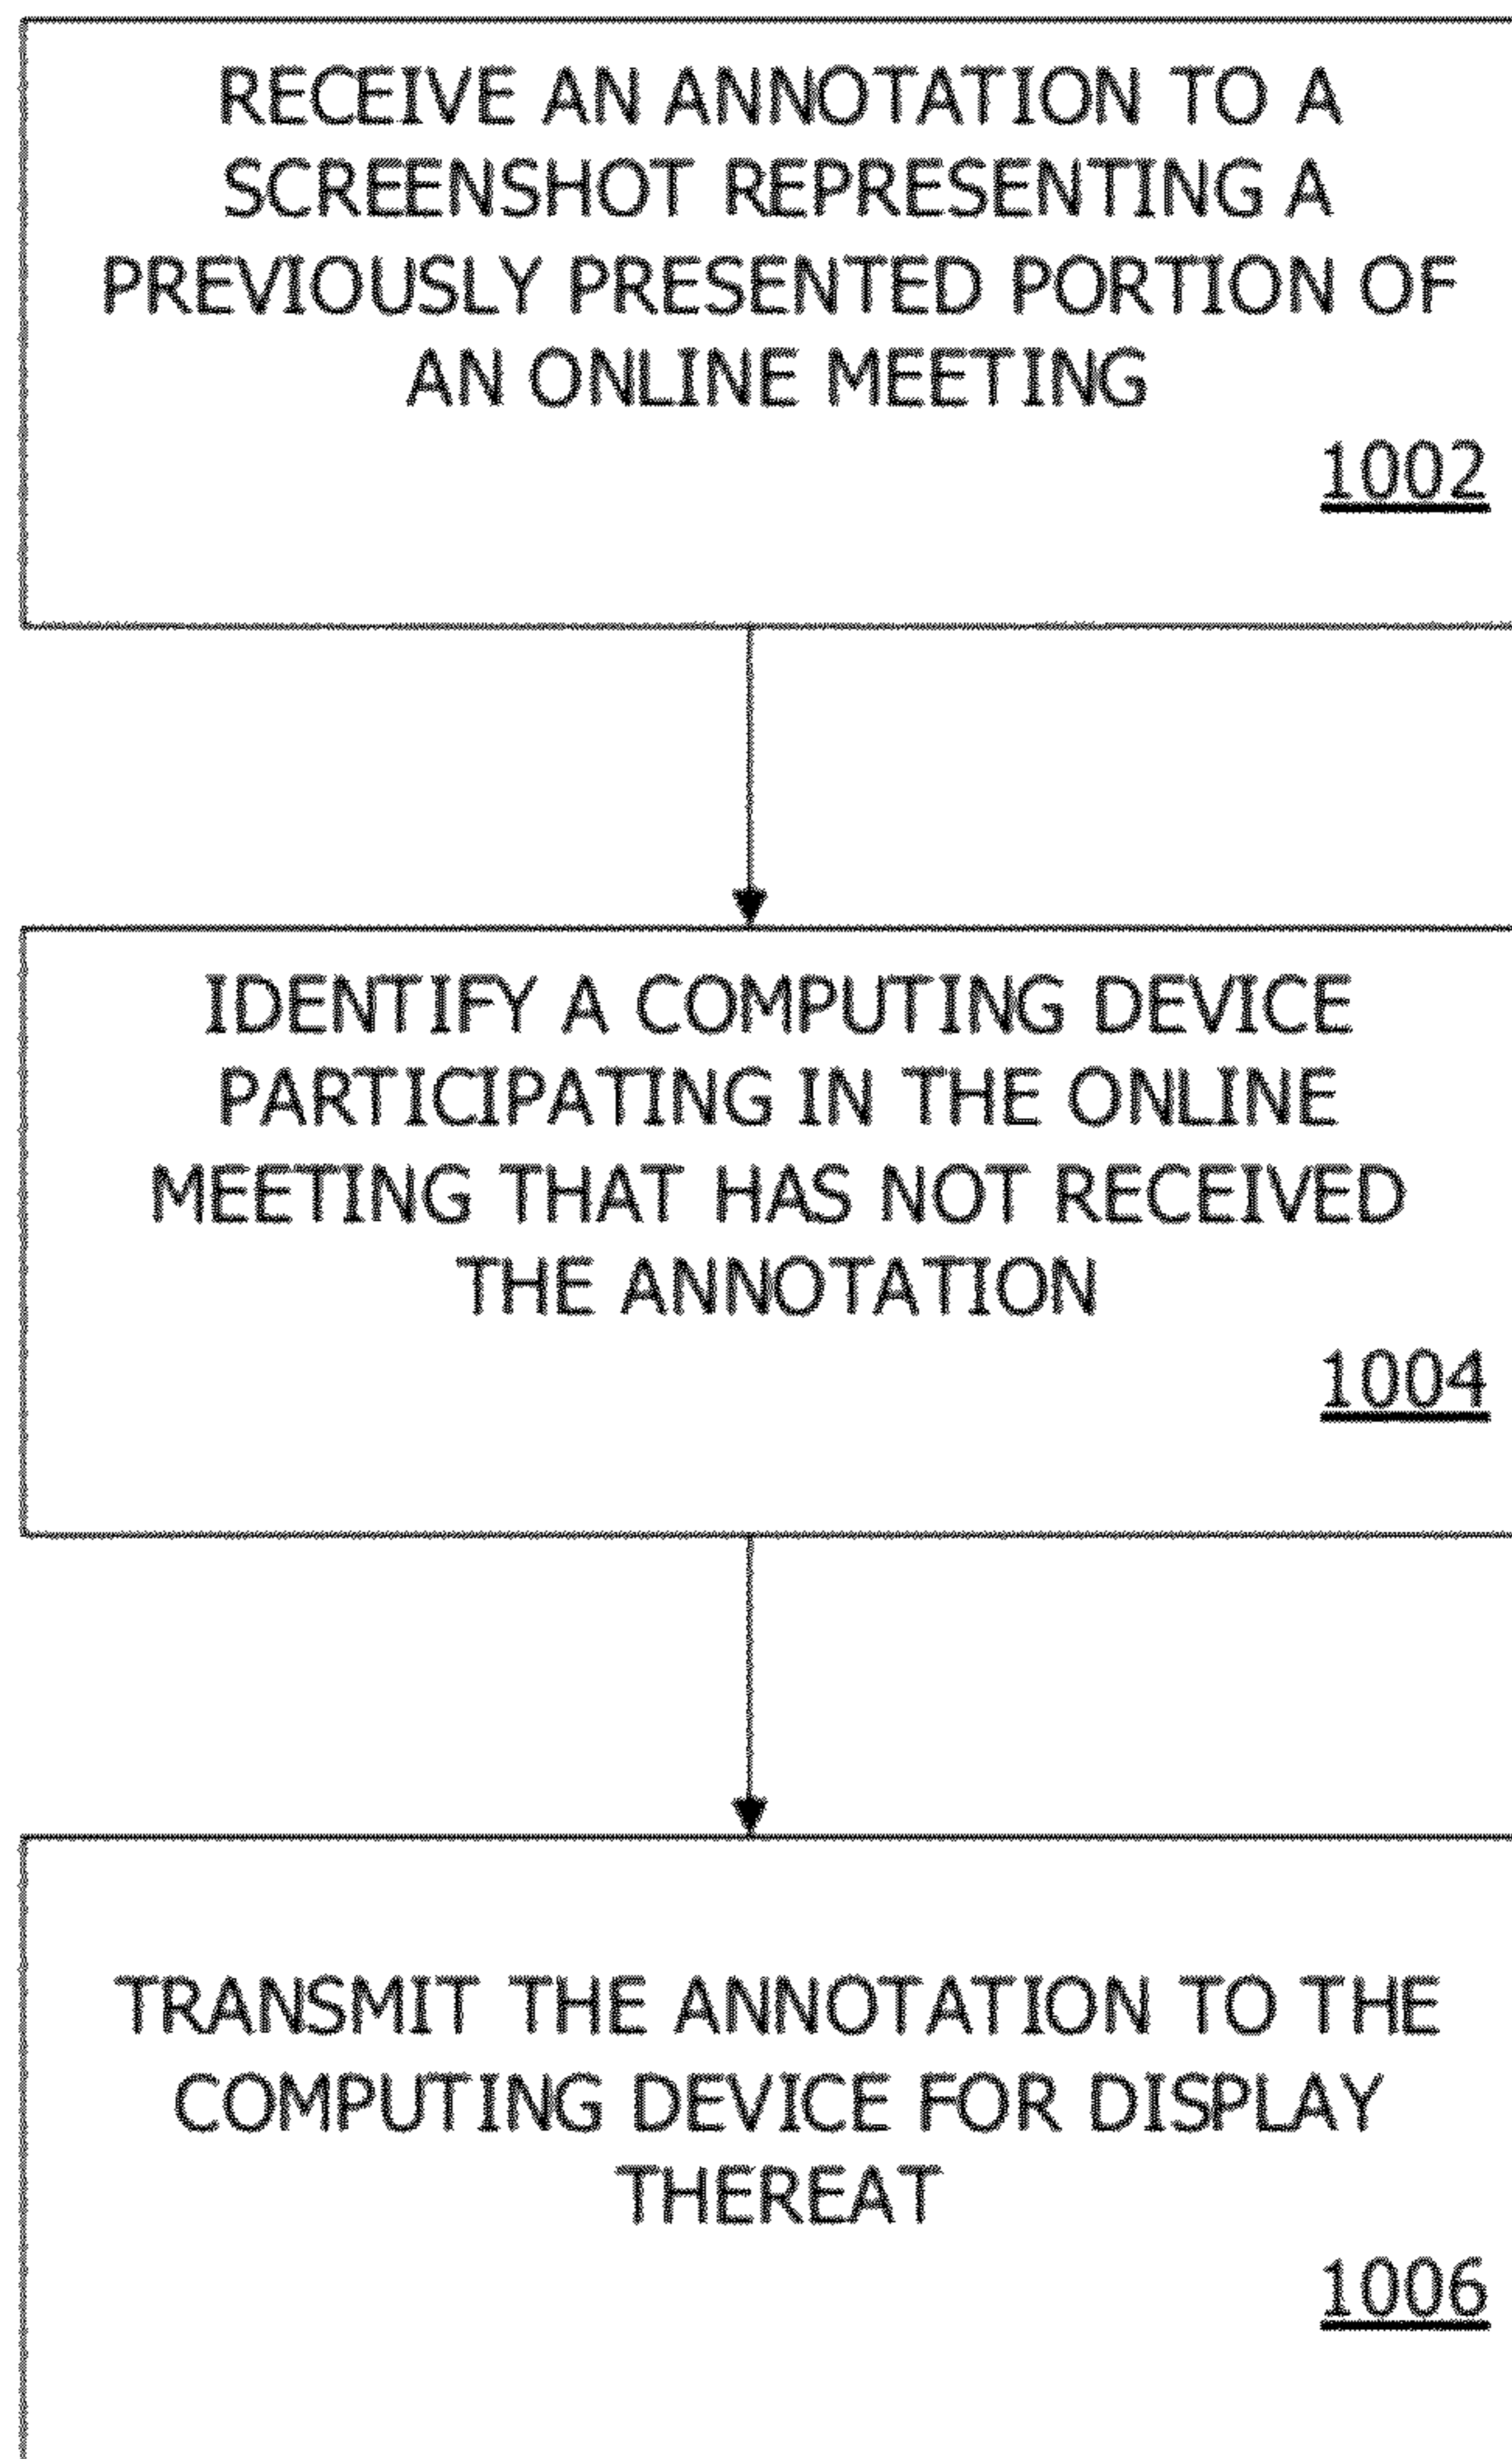 RECEIVE AN ANNOTATION TO A
SCREENSHOT REPRESENTING A
PREVIOUSLY PRESENTED PORTION OF
AN ONLINE MEETING
1002
IDENTIFY A COMPUTING DEVICE
PARTICIPATING IN THE ONLINE
MEETING THAT HAS NOT RECEIVED
THE ANNOTATION
1004
TRANSMIT THE ANNOTATION TO THE
COMPUTING DEVICE FOR DISPLAY
THEREAT
1006